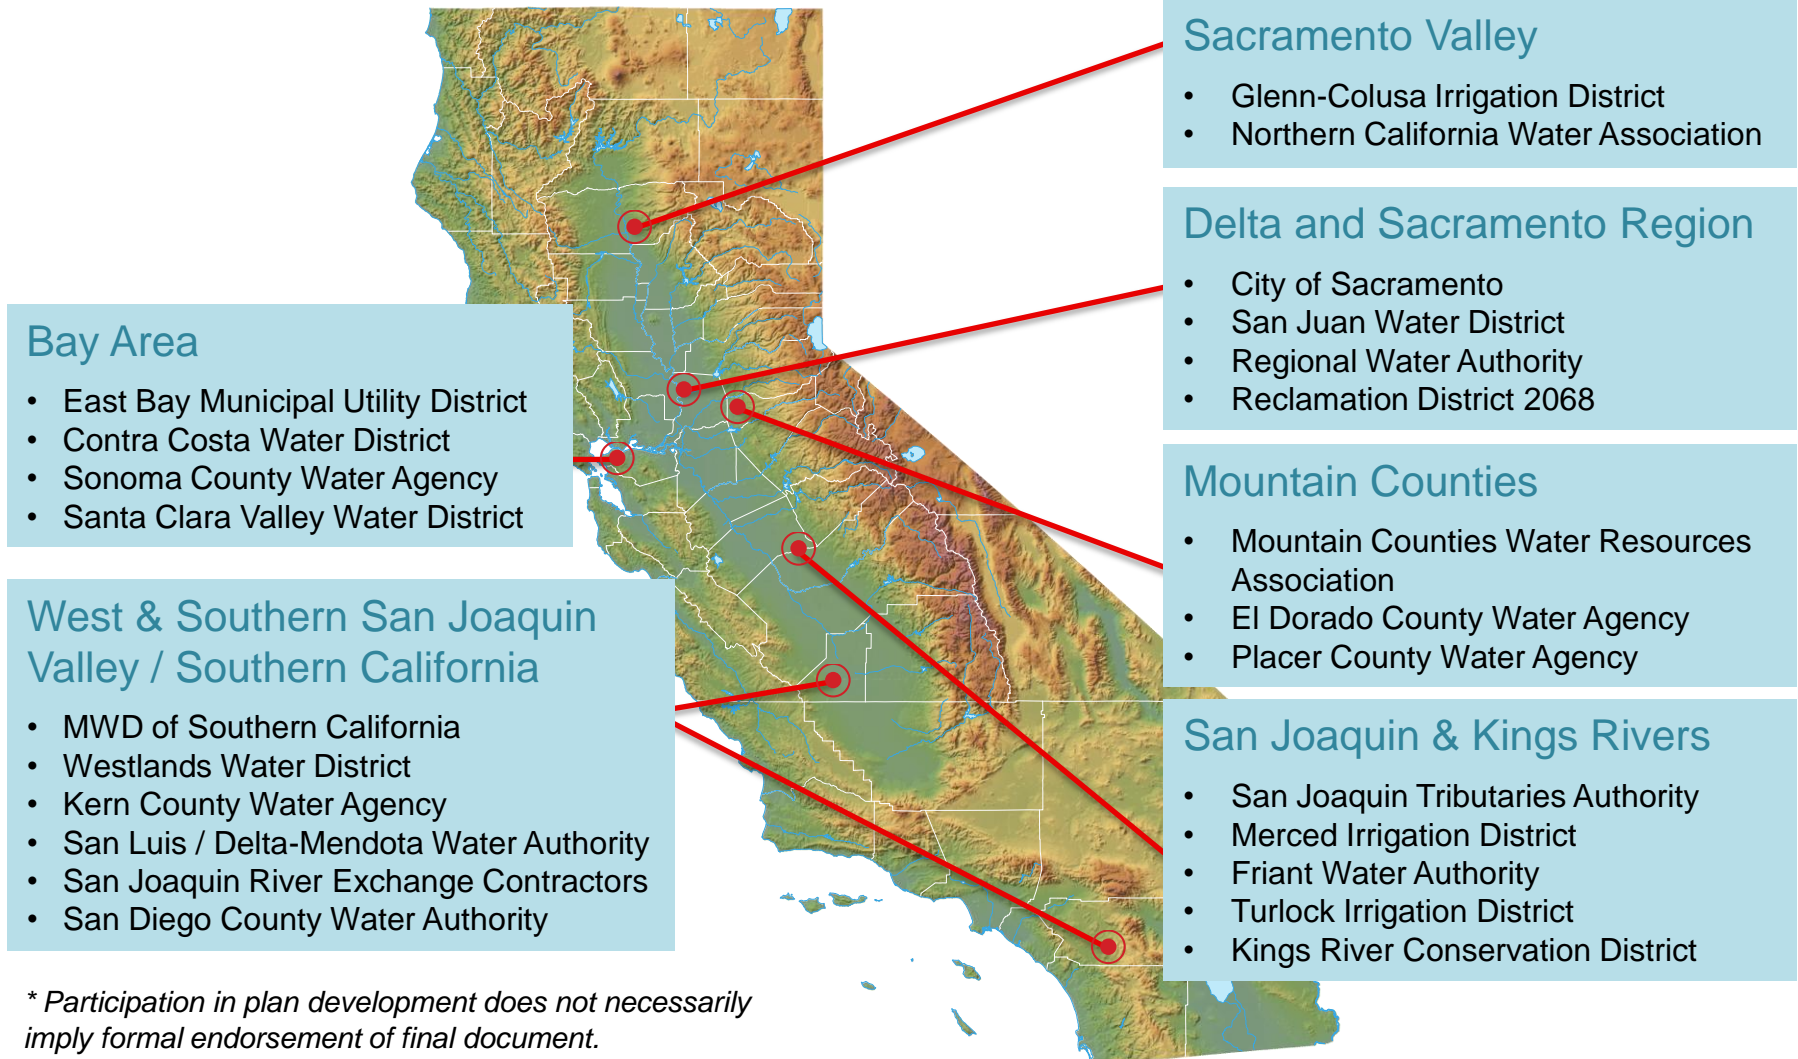 Sacramento Valley
• Glenn-Colusa Irrigation District
• Northern California Water Association
Delta and Sacramento Region
• City of Sacramento
• San Juan Water District
• Regional Water Authority
• Reclamation District 2068
Bay Area
• East Bay Municipal Utility District
• Contra Costa Water District
• Sonoma County Water Agency
• Santa Clara Valley Water District
Mountain Counties
• Mountain Counties Water Resources
Association
• El Dorado County Water Agency
• Placer County Water Agency
West & Southern San Joaquin
Valley / Southern California
• MWD of Southern California
• Westlands Water District
• Kern County Water Agency
• San Luis / Delta-Mendota Water Authority
• San Joaquin River Exchange Contractors
• San Diego County Water Authority
San Joaquin & Kings Rivers
• San Joaquin Tributaries Authority
• Merced Irrigation District
• Friant Water Authority
• Turlock Irrigation District
• Kings River Conservation District
* Participation in plan development does not necessarily
imply formal endorsement of final document.